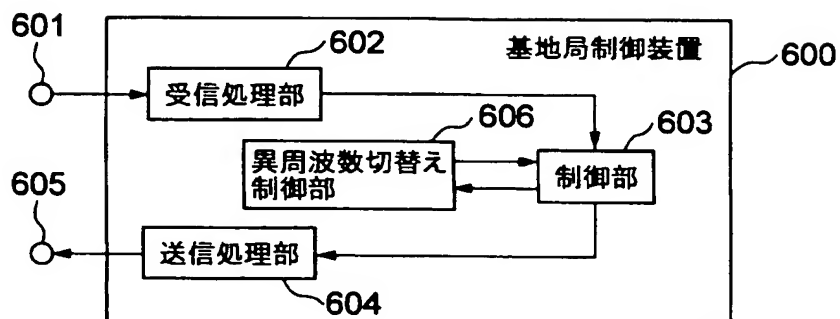 601
602
基地局制御装置
600
受信処理部
606
603
異周波数切替え
制御部
制御部
605
送信処理部
604